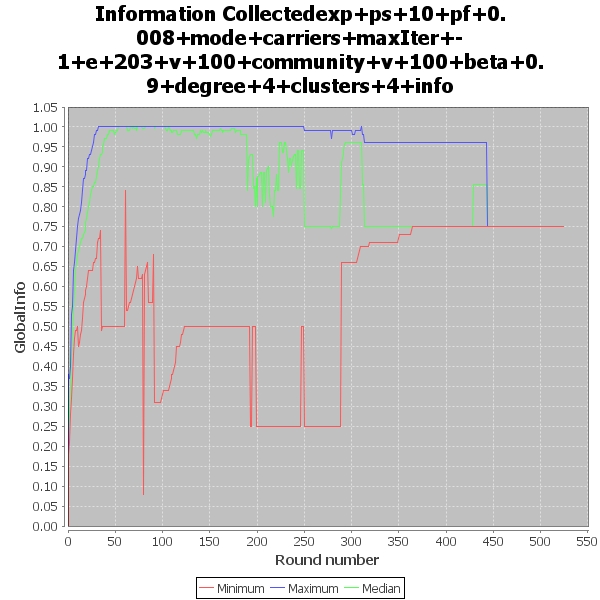 Information Collectedexp+ps+10+pf+0.
008+mode+carriers+maxIter+-
1+e+203+v+100+community+v+100+beta+0.
9+degree+4+clusters+4+info
1.05
1.00
0.95
0.90
0.85
0.80
0.75
0.70
0.65
0.60
0.55
0.50
0.45
0.40
0.35
0.30
0.25
0.20
0.15
0.10
0.05
0.00
GlobalInfo
0 50 100 150 200 250 300 350 400 450 500 550
Round number
Minimum Maximum Median